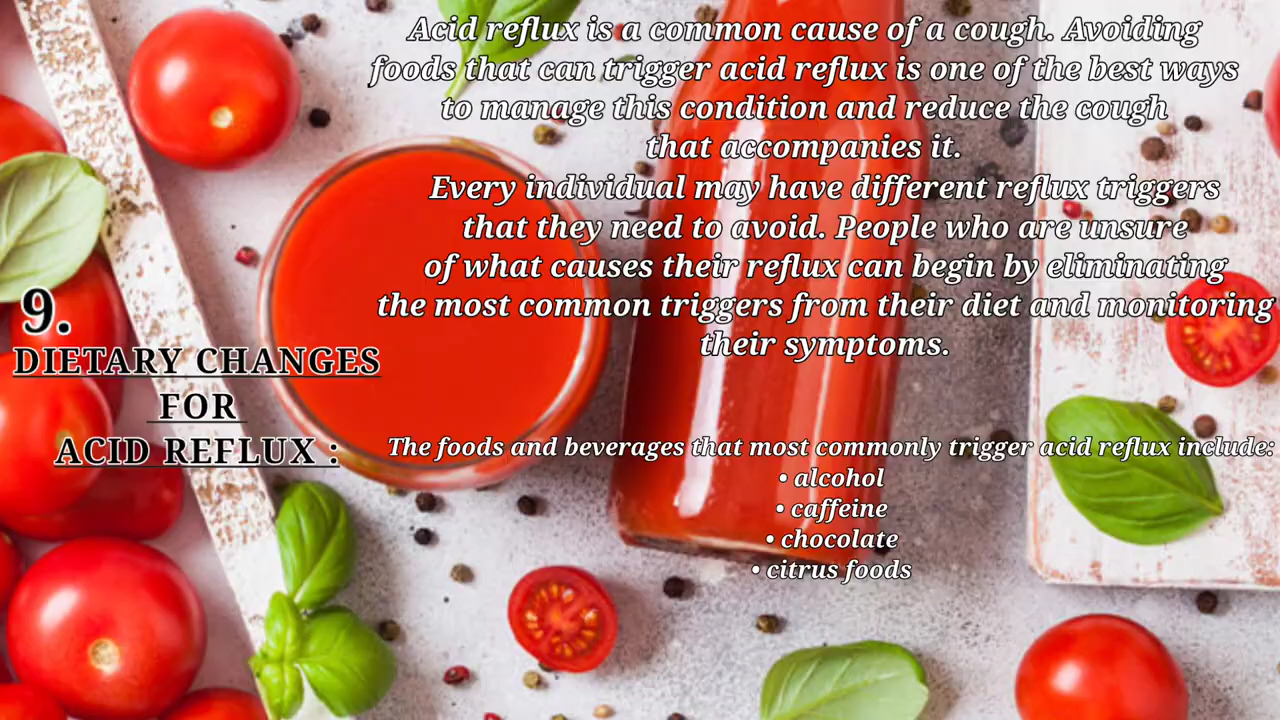 Acid reflux is a common cause of a cough. Avoiding
foods that can trigger acid reflux is one of the best ways
to manage this condition and reduce the cough
that accompanies it.
Every individual may have different reflux triggers
that they need to avoid. People who are unsure
of what causes their reflux can begin by eliminating
the most common triggers from their diet and monitoring
their symptoms.
9.
DIETARY CHANGES
FOR
ACID REFLUX :
The foods and beverages that most commonly trigger acid reflux include:
• alcohol
• caffeine
• chocolate
• citrus foods